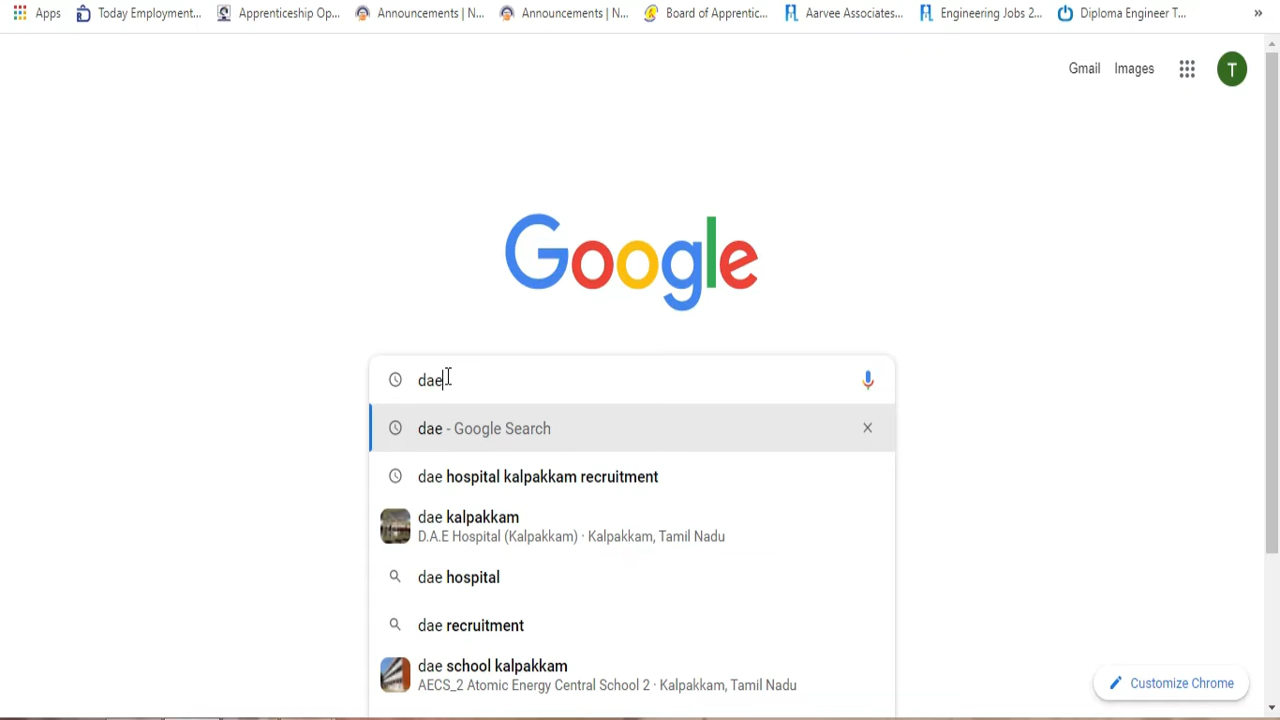 Apps Today Employment... Apprenticeship Op... Announcements | N... Announcements | N... Board of Apprentic... Aarvee Associates... Engineering Jobs 2... Diploma Engineer T... »
Gmail Images T
Google
dae
dae - Google Search
dae hospital kalpakkam recruitment
dae kalpakkam
D.A.E Hospital (Kalpakkam) · Kalpakkam, Tamil Nadu
dae hospital
dae recruitment
dae school kalpakkam
AECS_2 Atomic Energy Central School 2 · Kalpakkam, Tamil Nadu
Customize Chrome